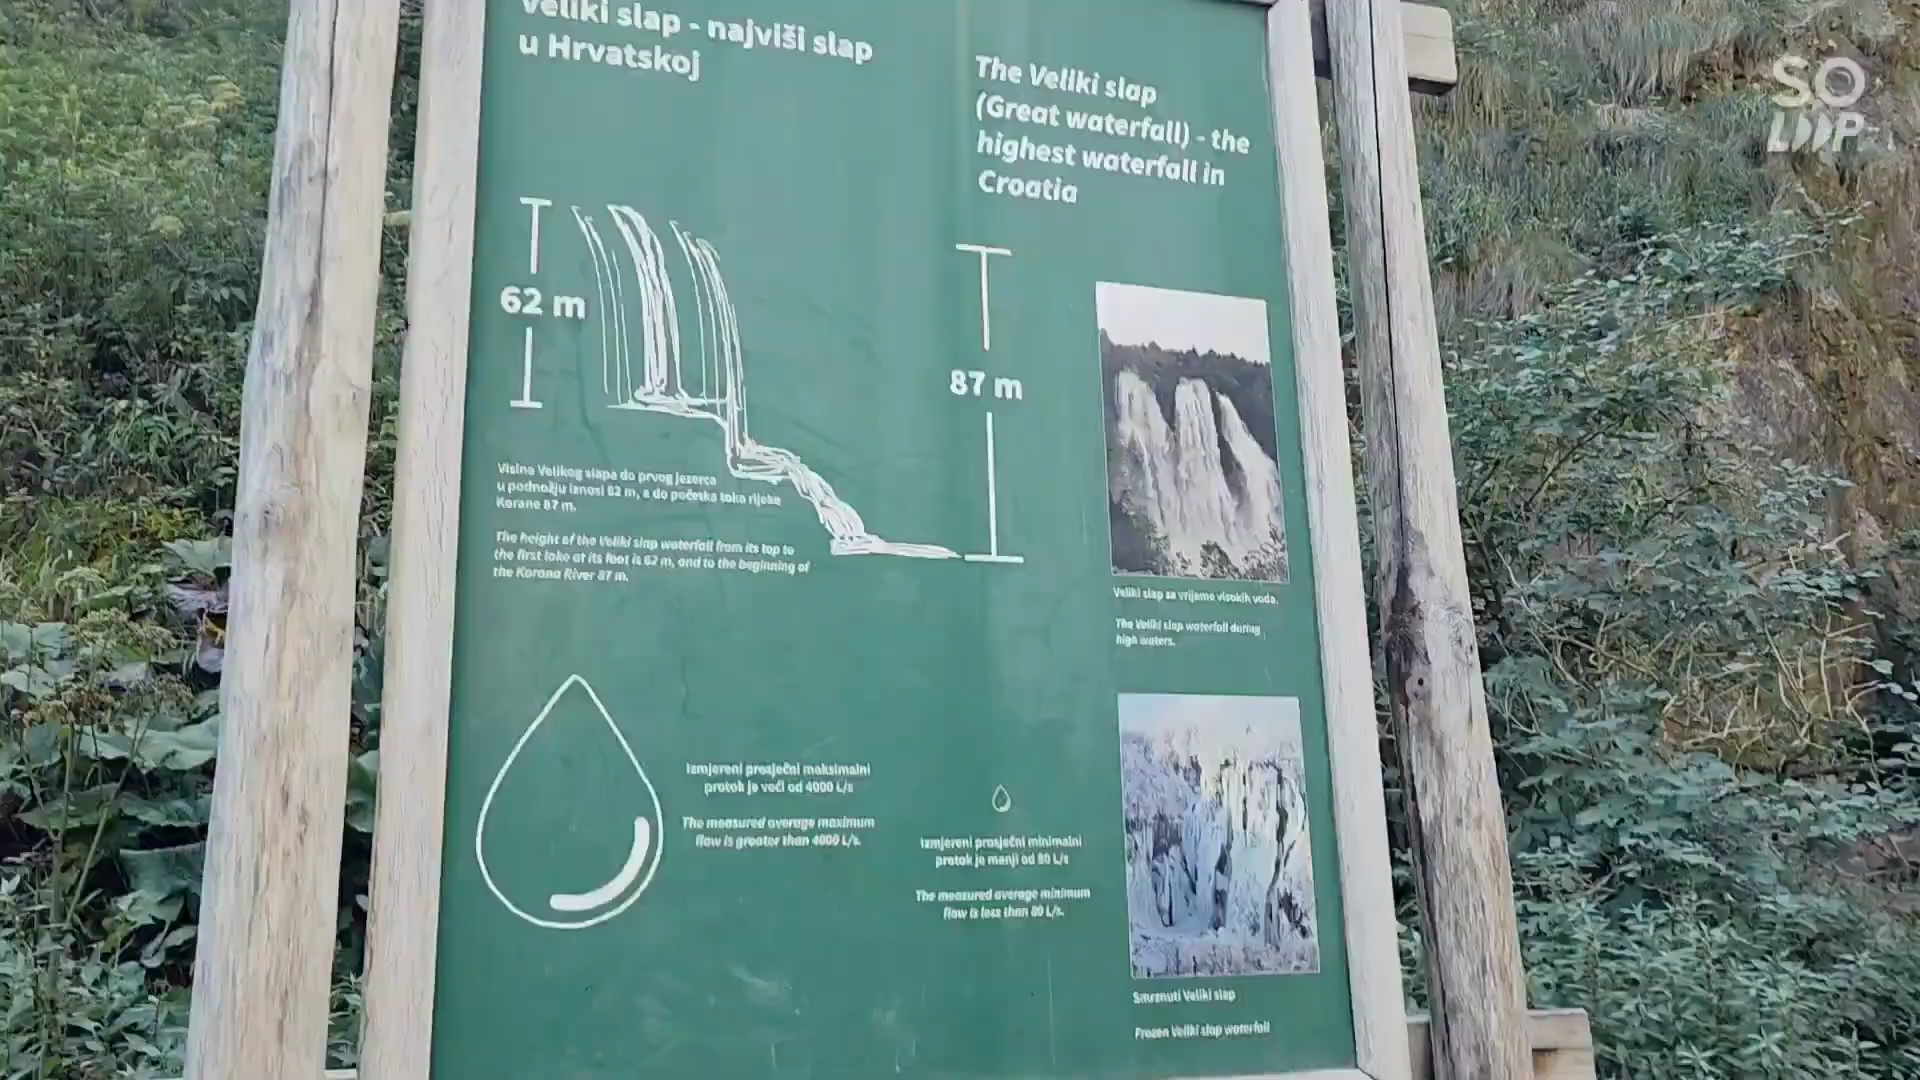 Veliki slap - najviši slap
u Hrvatskoj
The Veliki slap
(Great waterfall) - the
highest waterfall in
Croatia
62 m
87 m
Visina Velikog slapa do prvog jezerca
u podnožju iznosi 62 m, a do početka toka rijeke
Korane 87 m.
The height of the Veliki slap waterfall from its top to
the first lake at its foot is 62 m, and to the beginning of
the Korana River 87 m.
Veliki slap za vrijeme visokih voda.
The Veliki slap waterfall during
high waters.
Izmjereni prosječni maksimalni
protok je veći od 4000 L/s
The measured average maximum
flow is greater than 4000 L/s.
Izmjereni prosječni minimalni
protok je manji od 80 L/s
The measured average minimum
flow is less than 80 L/s.
Smrznuti Veliki slap
Frozen Veliki slap waterfall
SO
LOOP